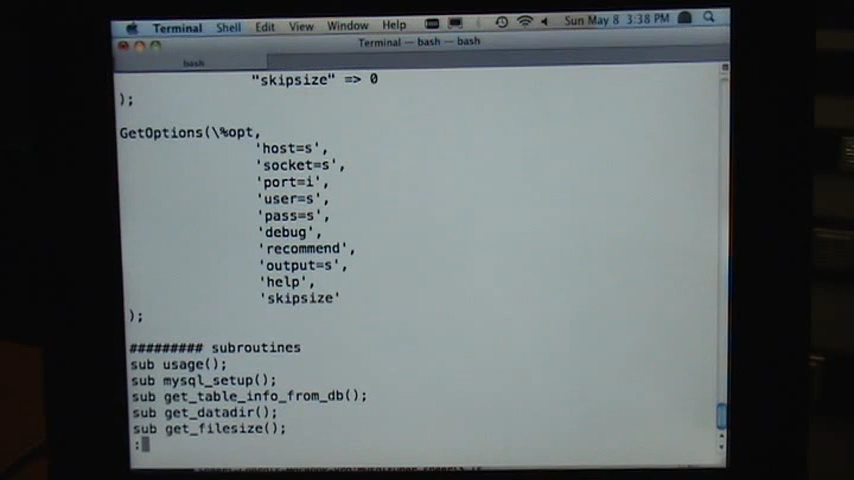 Terminal Shell Edit View Window Help Sun May 8 3:38 PM
Terminal — bash — bash
bash
"skipsize" => 0
);
GetOptions(\%opt,
'host=s',
'socket=s',
'port=i',
'user=s',
'pass=s',
'debug',
'recommend',
'output=s',
'help',
'skipsize'
);
######### subroutines
sub usage();
sub mysql_setup();
sub get_table_info_from_db();
sub get_datadir();
sub get_filesize();
: